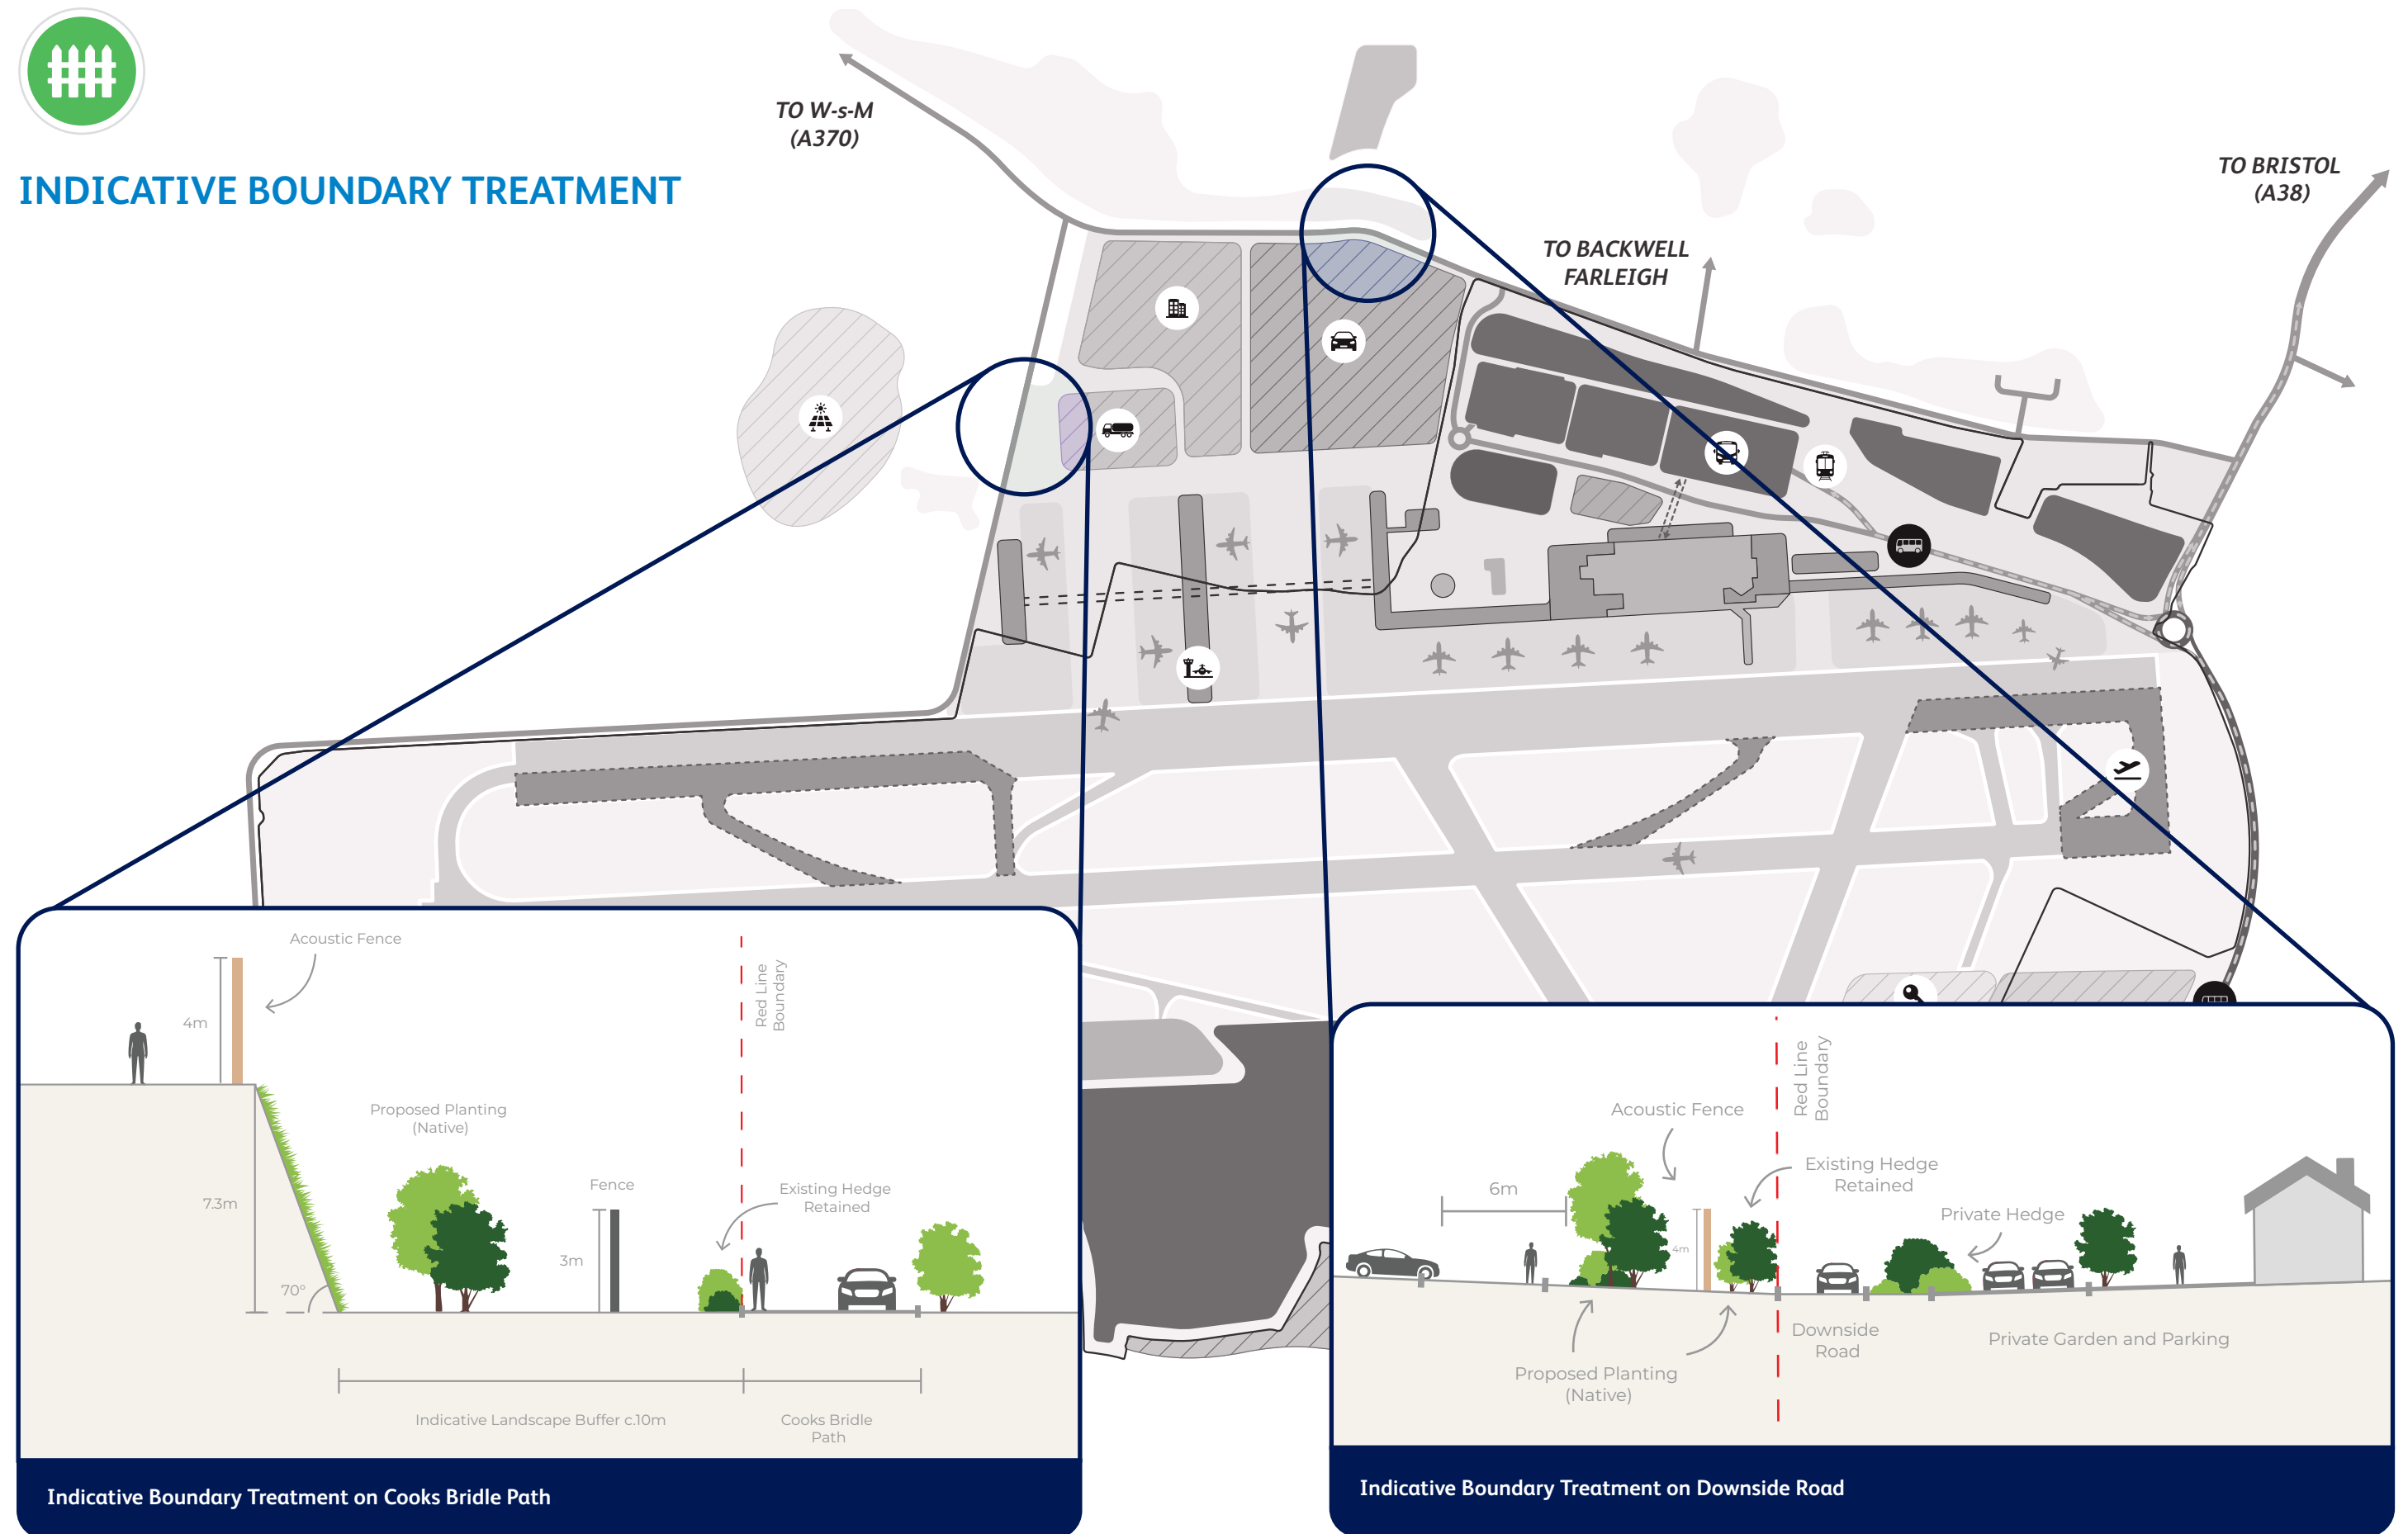 INDICATIVE BOUNDARY TREATMENT
TO W-s-M
(A370)
TO BACKWELL
FARLEIGH
TO BRISTOL
(A38)
Acoustic Fence
4m
Red Line
Boundary
Proposed Planting
(Native)
7.3m
70°
Fence
3m
Existing Hedge
Retained
Indicative Landscape Buffer c.10m
Cooks Bridle
Path
Indicative Boundary Treatment on Cooks Bridle Path
Red Line
Boundary
Acoustic Fence
6m
4m
Existing Hedge
Retained
Private Hedge
Downside
Road
Private Garden and Parking
Proposed Planting
(Native)
Indicative Boundary Treatment on Downside Road